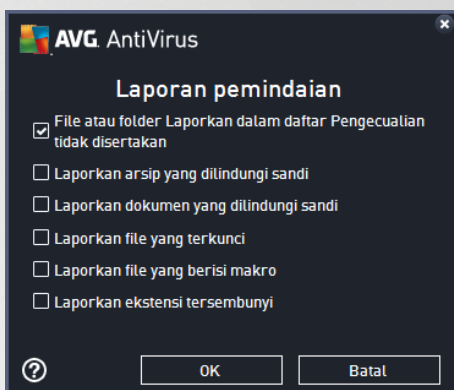 AVG. AntiVirus
Laporan pemindaian
File atau folder Laporkan dalam daftar Pengecualian
tidak disertakan
Laporkan arsip yang dilindungi sandi
Laporkan dokumen yang dilindungi sandi
Laporkan file yang terkunci
Laporkan file yang berisi makro
Laporkan ekstensi tersembunyi
? OK Batal